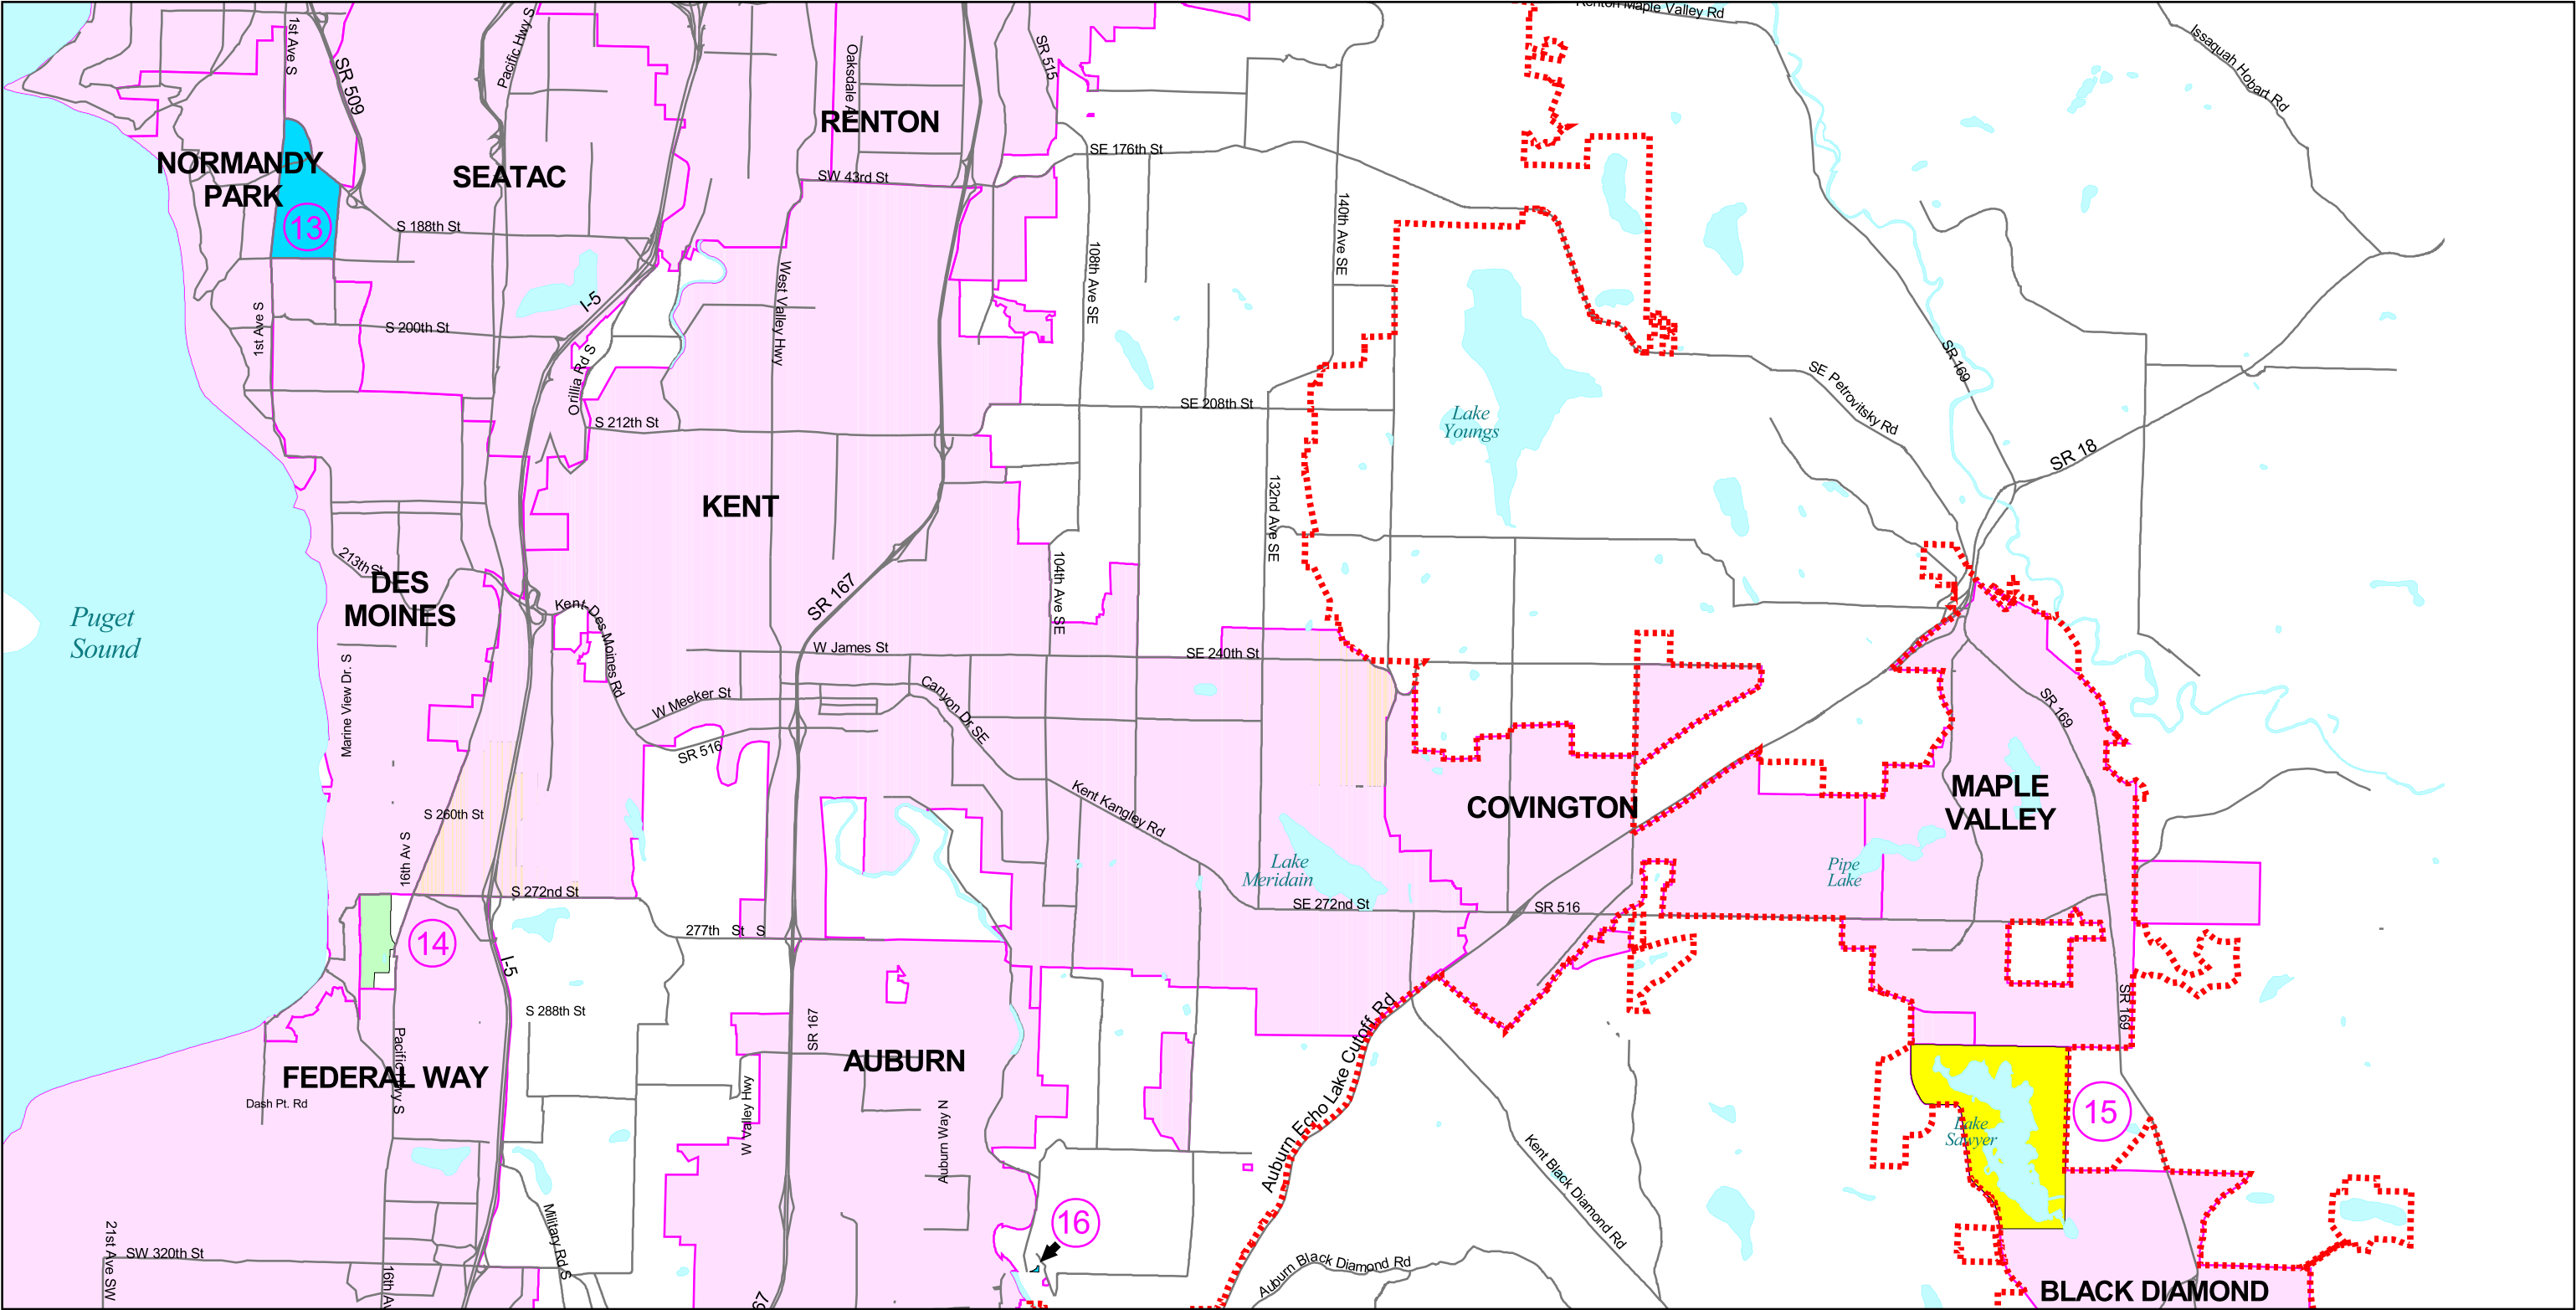 Renton Maple Valley Rd
Issaquah Hobart Rd
1st Ave S
SR 509
Pacific Hwy S
Oaksdale Av
SR 515
RENTON
NORMANDY
PARK
SEATAC
SE 176th St
SW 43rd St
13
S 188th St
140th Ave SE
108th Ave SE
West Valley Hwy
I-5
1st Ave S
S 200th St
Orillia Rd S
SR 169
SE Petrovitsky Rd
SE 208th St
Lake
Youngs
S 212th St
SR 18
KENT
132nd Ave SE
213th St
DES
MOINES
104th Ave SE
SR 167
Kent-Des Moines Rd
Puget
Sound
W James St
SE 240th St
Marine View Dr. S
W Meeker St
Canyon Dr SE
SR 169
SR 516
MAPLE
VALLEY
COVINGTON
Kent Kangley Rd
S 260th St
16th Av S
Lake
Meridain
Pipe
Lake
S 272nd St
SE 272nd St
SR 516
14
277th St S
I-5
S 288th St
SR 167
SR 169
Pacific Hwy S
FEDERAL WAY
AUBURN
Dash Pt. Rd
W Valley Hwy
Auburn Way N
Auburn Echo Lake Cutoff Rd
15
Lake
Sawyer
Kent Black Diamond Rd
16
21st Ave SW
SW 320th St
Military Rd S
16th Av
67
Auburn Black Diamond Rd
BLACK DIAMOND